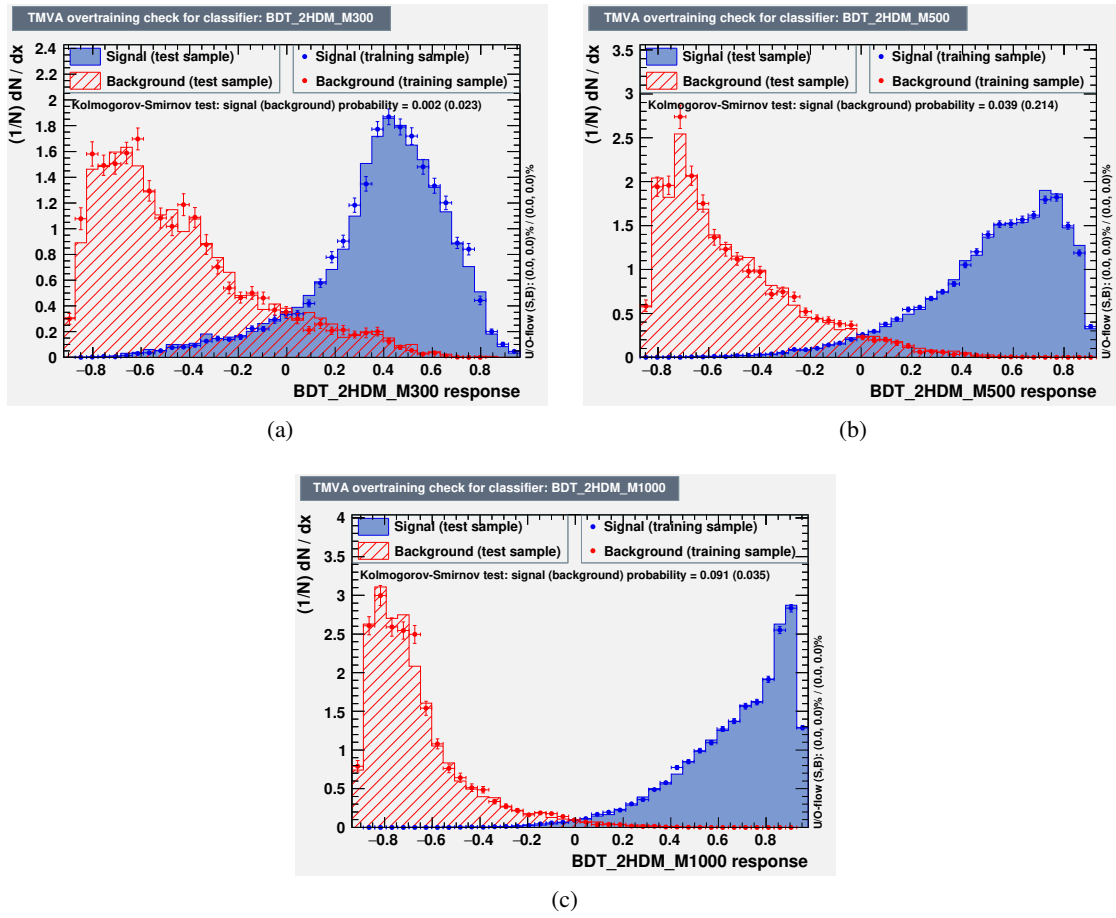 TMVA overtraining check for classifier: BDT_2HDM_M300
Signal (test sample)
Background (test sample)
Signal (training sample)
Background (training sample)
Kolmogorov-Smirnov test: signal (background) probability = 0.002 (0.023)
(1/N) dN / dx
2.4
2.2
2
1.8
1.6
1.4
1.2
1
0.8
0.6
0.4
0.2
0
−0.8 −0.6 −0.4 −0.2 0 0.2 0.4 0.6 0.8
BDT_2HDM_M300 response
U/O-flow (S,B): (0.0, 0.0)% / (0.0, 0.0)%
(a)
TMVA overtraining check for classifier: BDT_2HDM_M500
Signal (test sample)
Background (test sample)
Signal (training sample)
Background (training sample)
Kolmogorov-Smirnov test: signal (background) probability = 0.039 (0.214)
(1/N) dN / dx
3.5
3
2.5
2
1.5
1
0.5
0
−0.8 −0.6 −0.4 −0.2 0 0.2 0.4 0.6 0.8
BDT_2HDM_M500 response
U/O-flow (S,B): (0.0, 0.0)% / (0.0, 0.0)%
(b)
TMVA overtraining check for classifier: BDT_2HDM_M1000
Signal (test sample)
Background (test sample)
Signal (training sample)
Background (training sample)
Kolmogorov-Smirnov test: signal (background) probability = 0.091 (0.035)
(1/N) dN / dx
4
3.5
3
2.5
2
1.5
1
0.5
0
−0.8 −0.6 −0.4 −0.2 0 0.2 0.4 0.6 0.8
BDT_2HDM_M1000 response
U/O-flow (S,B): (0.0, 0.0)% / (0.0, 0.0)%
(c)